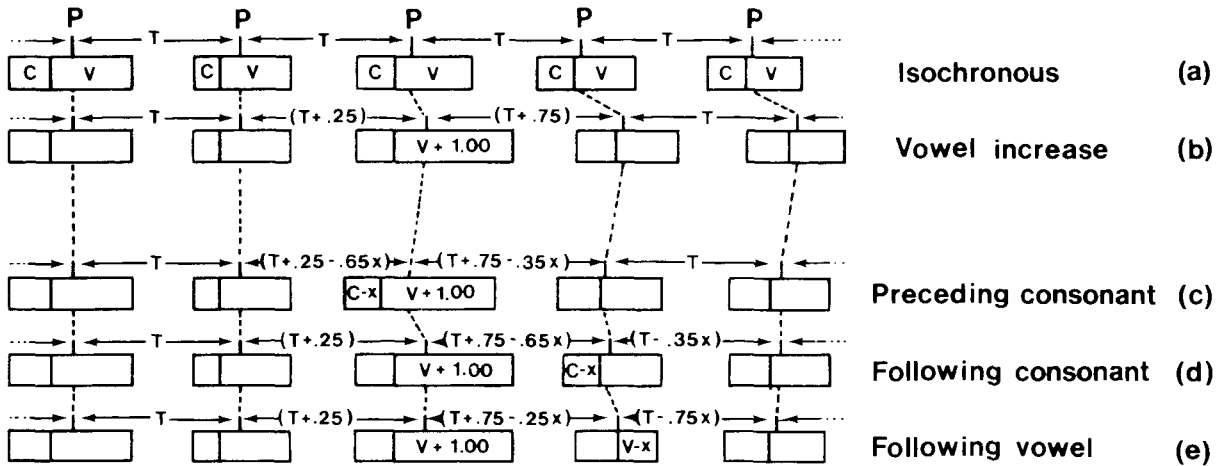 P P P P P
T T T T
C V C V C V C V C V Isochronous (a)
T (T+.25) (T+.75) T
V + 1.00 Vowel increase (b)
T (T+.25-.65x) (T+.75-.35x) T
C-x V + 1.00 Preceding consonant (c)
T (T+.25) (T+.75-.65x) (T-.35x)
V + 1.00 C-x Following consonant (d)
T (T+.25) (T+.75-.25x) (T-.75x)
V + 1.00 V-x Following vowel (e)